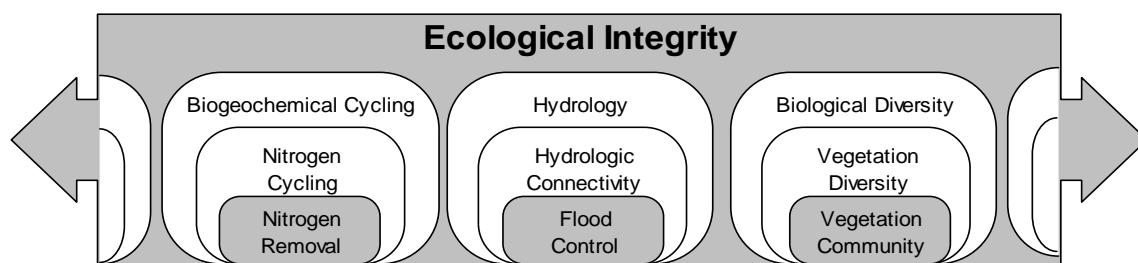 Ecological Integrity
Biogeochemical Cycling
Nitrogen
Cycling
Nitrogen
Removal
Hydrology
Hydrologic
Connectivity
Flood
Control
Biological Diversity
Vegetation
Diversity
Vegetation
Community